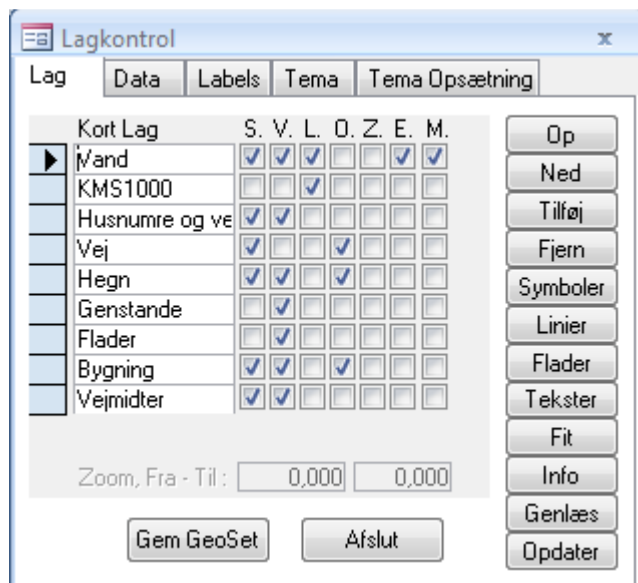 Lagkontrol
Lag Data Labels Tema Tema Opsætning
Kort Lag S. V. L. O. Z. E. M.
Vand
KMS1000
Husnumre og ve
Vej
Hegn
Genstande
Flader
Bygning
Vejmidter
Zoom, Fra - Til : 0,000 0,000
Gem GeoSet Afslut
Op
Ned
Tilføj
Fjern
Symboler
Linier
Flader
Tekster
Fit
Info
Genlæs
Opdater